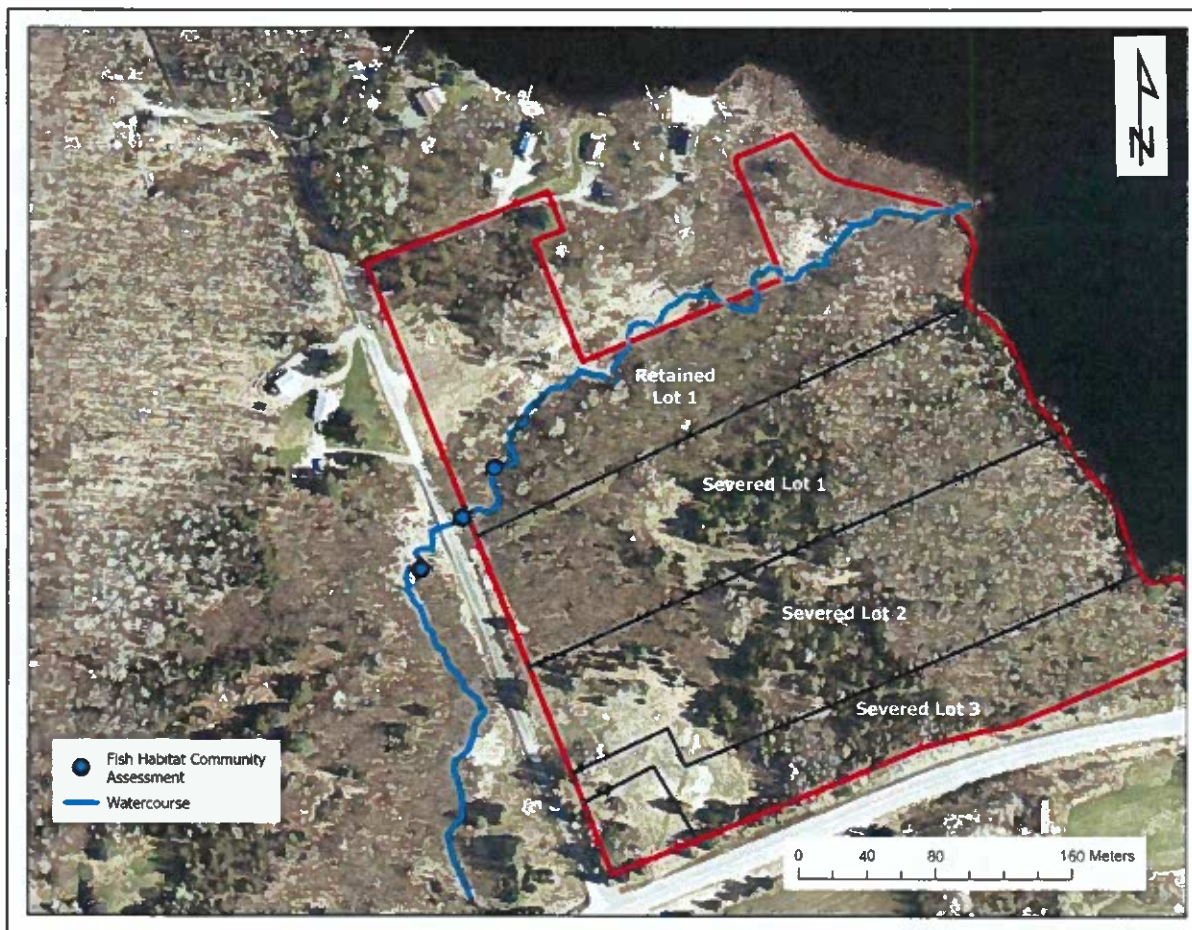 N
Retained
Lot 1
Severed Lot 1
Severed Lot 2
Severed Lot 3
Fish Habitat Community
Assessment
Watercourse
0 40 80 160 Meters